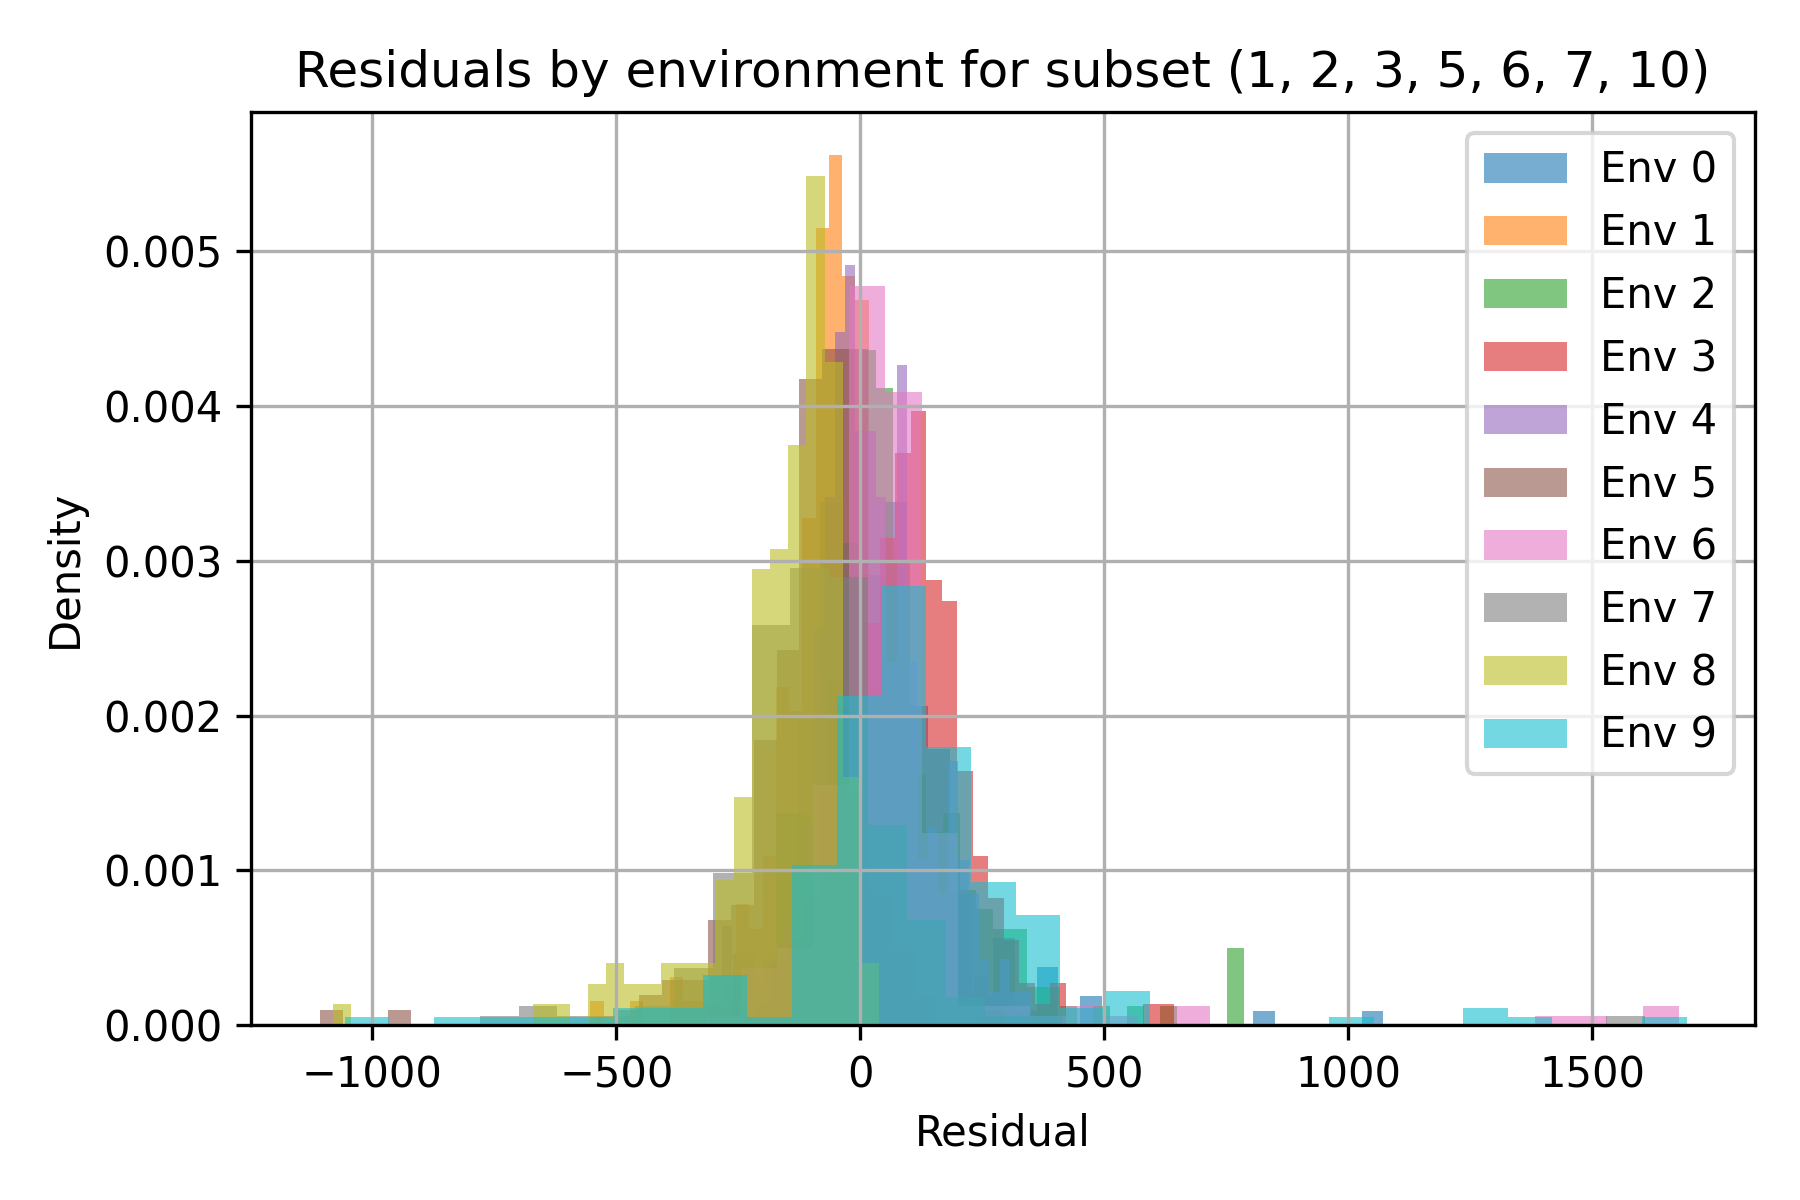 Residuals by environment for subset (1, 2, 3, 5, 6, 7, 10)
Env 0
Env 1
Env 2
Env 3
Env 4
Env 5
Env 6
Env 7
Env 8
Env 9
Density
0.005
0.004
0.003
0.002
0.001
0.000
−1000 −500 0 500 1000 1500
Residual